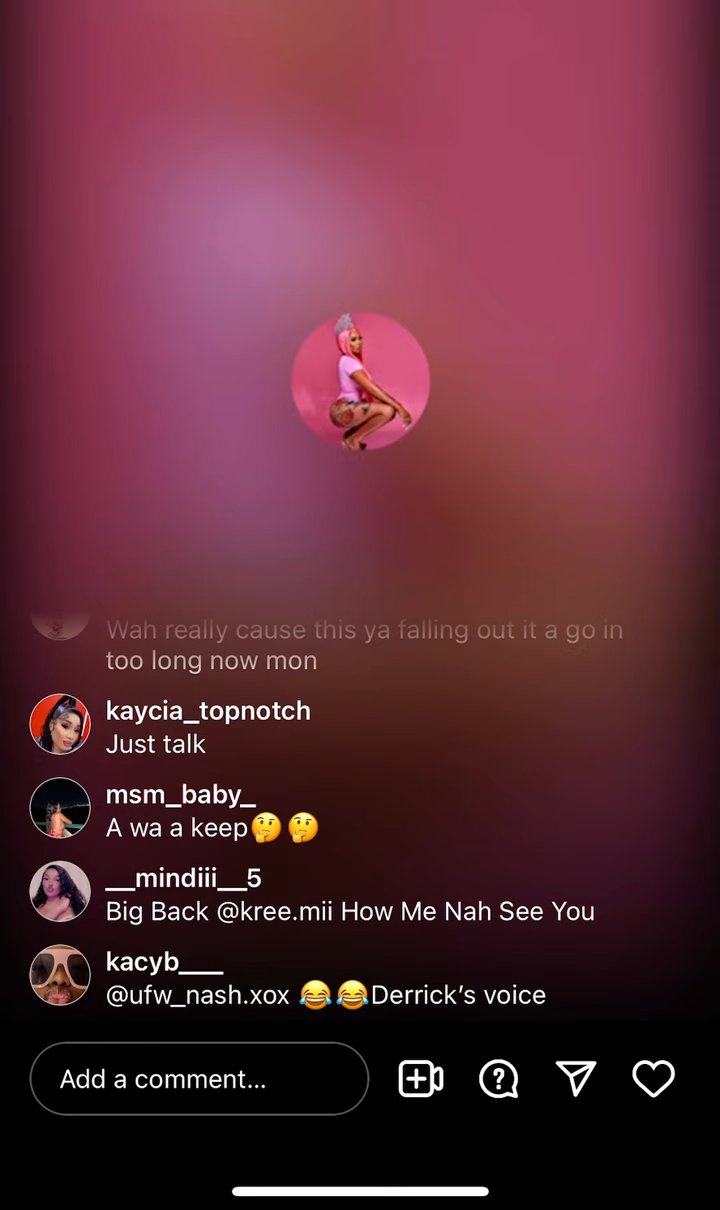 Wah really cause this ya falling out it a go in
too long now mon
kaycia_topnotch
Just talk
msm_baby_
A wa a keep🤔🤔
__mindiii__5
Big Back @kree.mii How Me Nah See You
kacyb___
@ufw_nash.xox 😂😂Derrick’s voice
Add a comment...